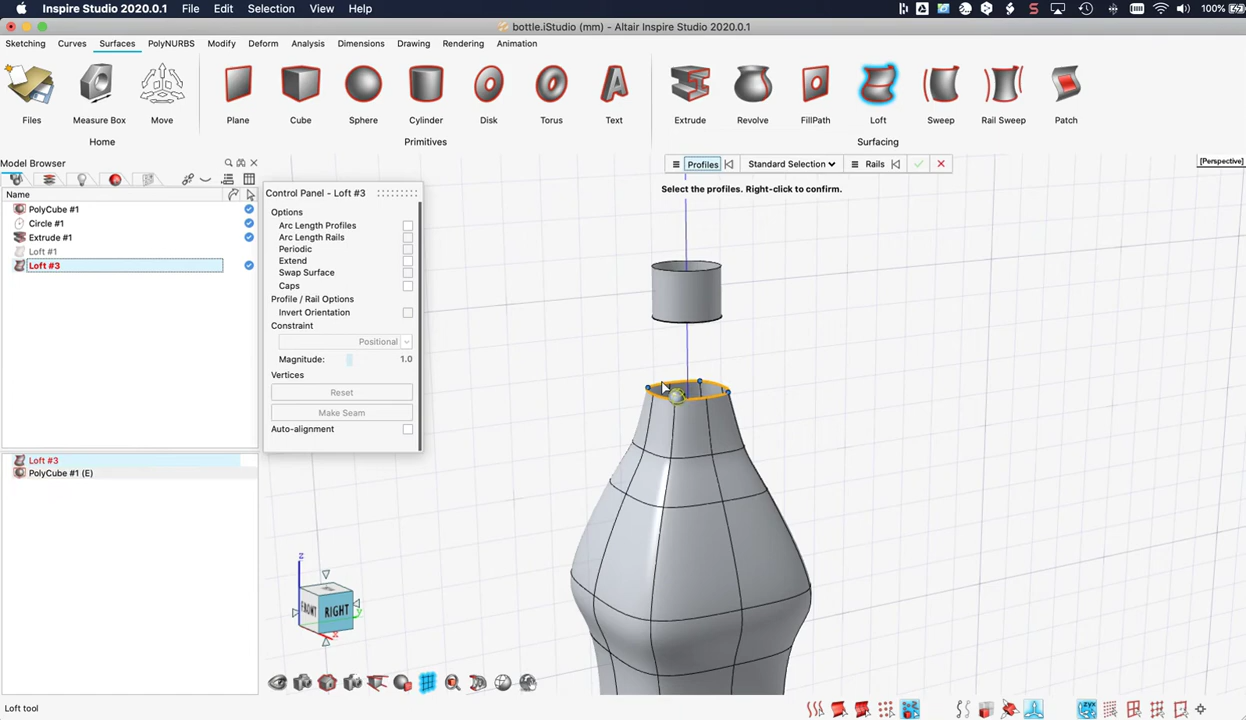 Inspire Studio 2020.0.1 File Edit Selection View Help 100%
bottle.iStudio (mm) - Altair Inspire Studio 2020.0.1
Sketching Curves Surfaces PolyNURBS Modify Deform Analysis Dimensions Drawing Rendering Animation
Files Measure Box Move Plane Cube Sphere Cylinder Disk Torus Text Extrude Revolve FillPath Loft Sweep Rail Sweep Patch
Home Primitives Surfacing
Model Browser
Profiles Standard Selection Rails
[Perspective]
Select the profiles. Right-click to confirm.
Name
PolyCube #1
Circle #1
Extrude #1
Loft #1
Loft #3
Control Panel - Loft #3
Options
Arc Length Profiles
Arc Length Rails
Periodic
Extend
Swap Surface
Caps
Profile / Rail Options
Invert Orientation
Constraint
Positional
Magnitude: 1.0
Vertices
Reset
Make Seam
Auto-alignment
Loft #3
PolyCube #1 (E)
z
FRONT RIGHT
y
x
Loft tool